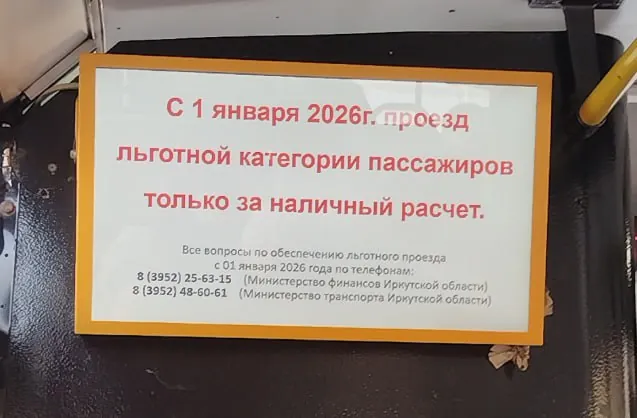 С 1 января 2026г. проезд
льготной категории пассажиров
только за наличный расчет.
Все вопросы по обеспечению льготного проезда
с 01 января 2026 года по телефонам:
8 (3952) 25-63-15 (Министерство финансов Иркутской области)
8 (3952) 48-60-61 (Министерство транспорта Иркутской области)